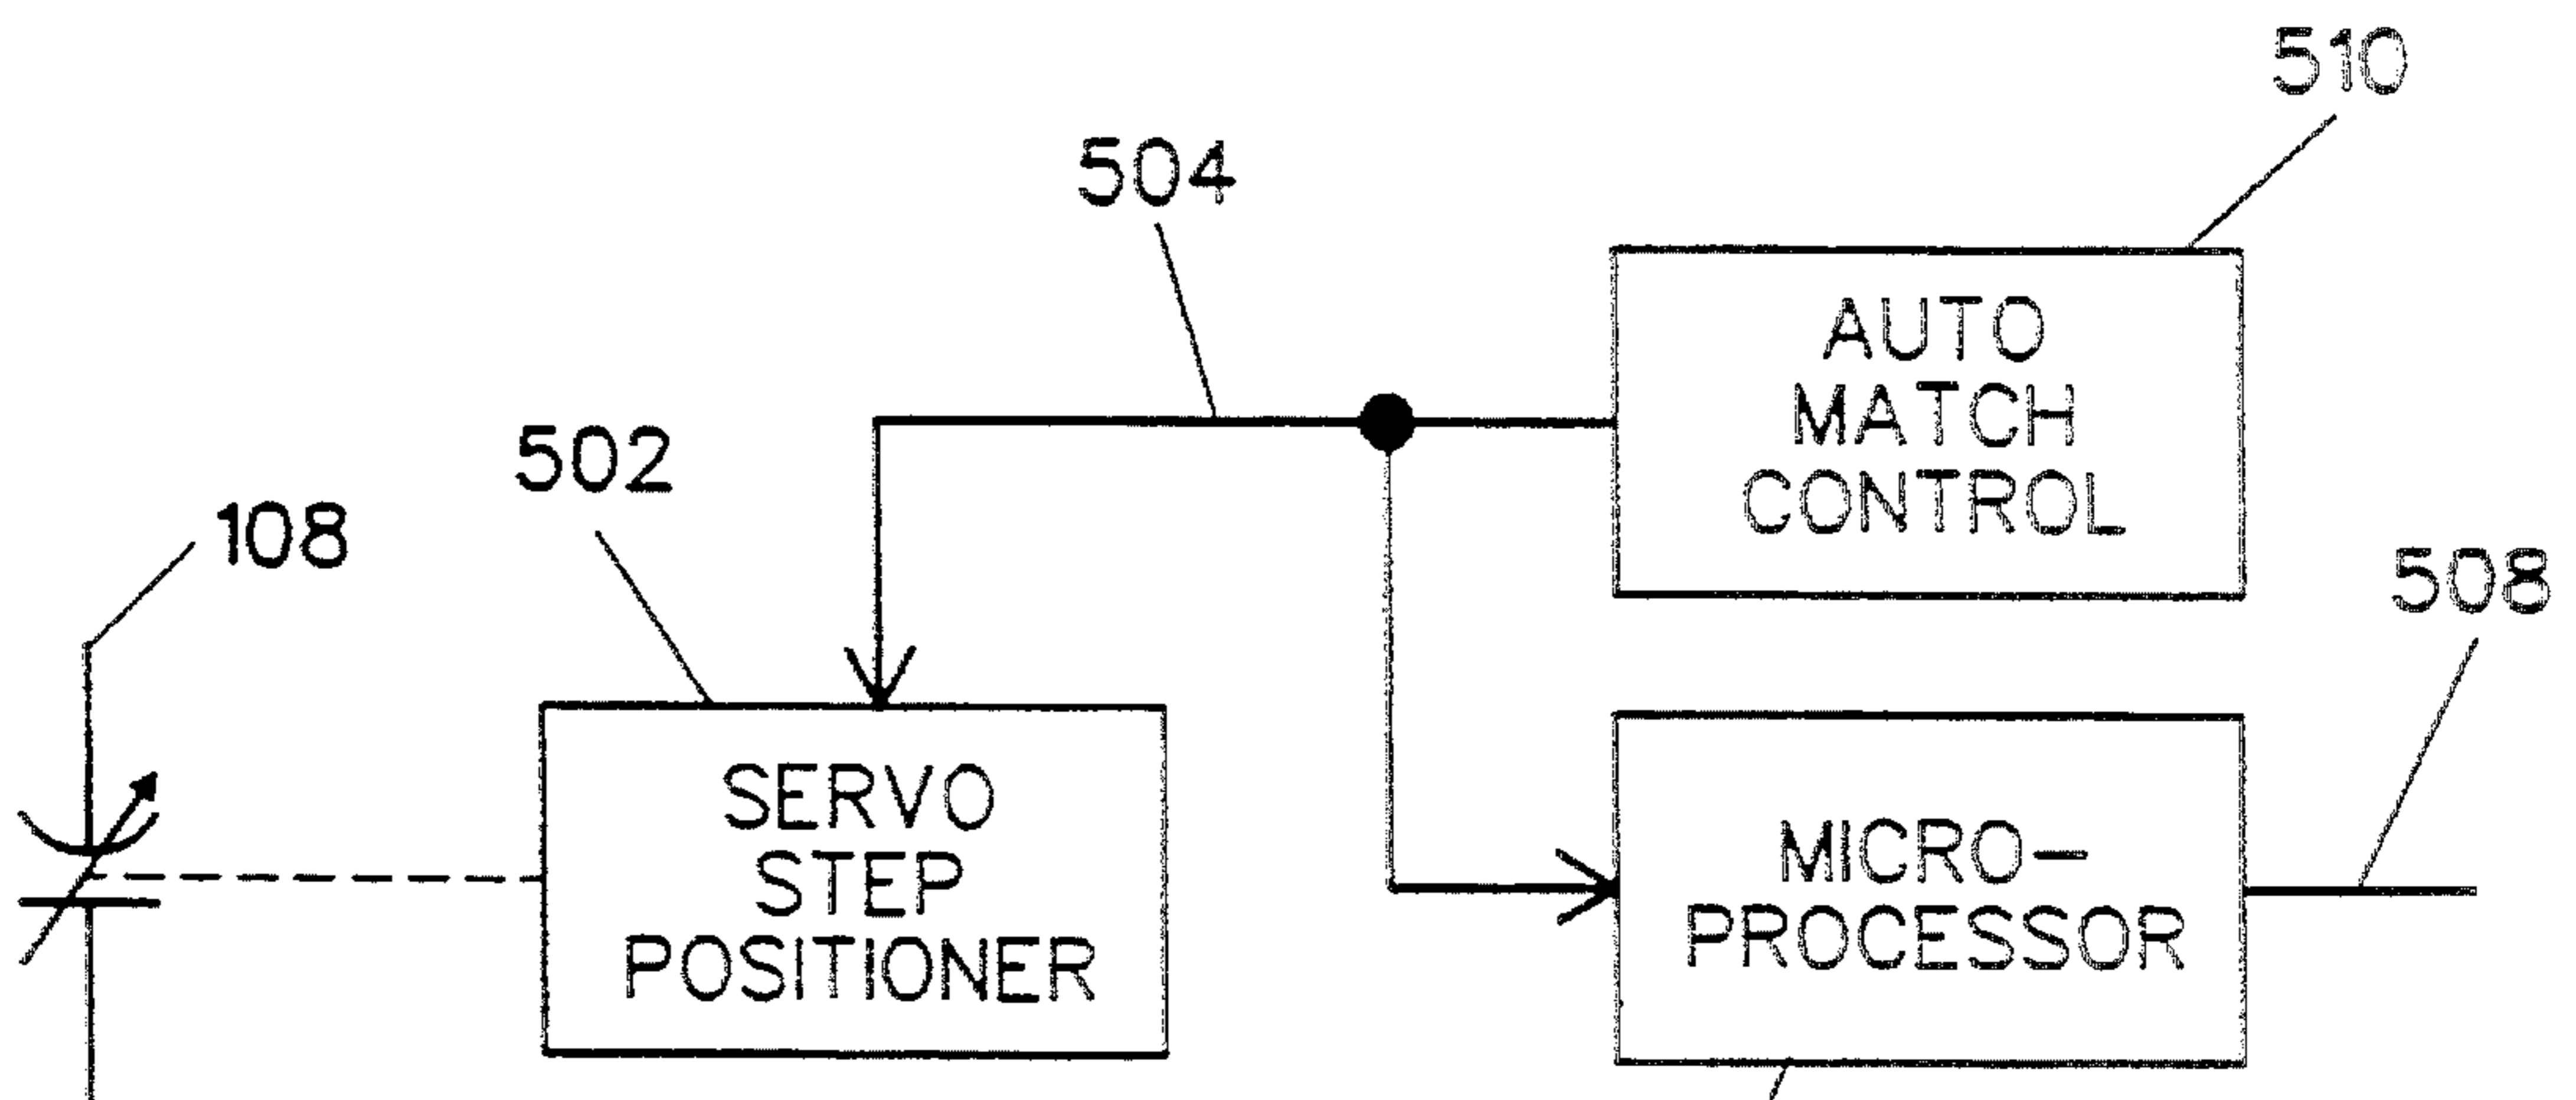 510
504
AUTO
MATCH
CONTROL
502
108
508
SERVO
STEP
POSITIONER
MICRO-
PROCESSOR